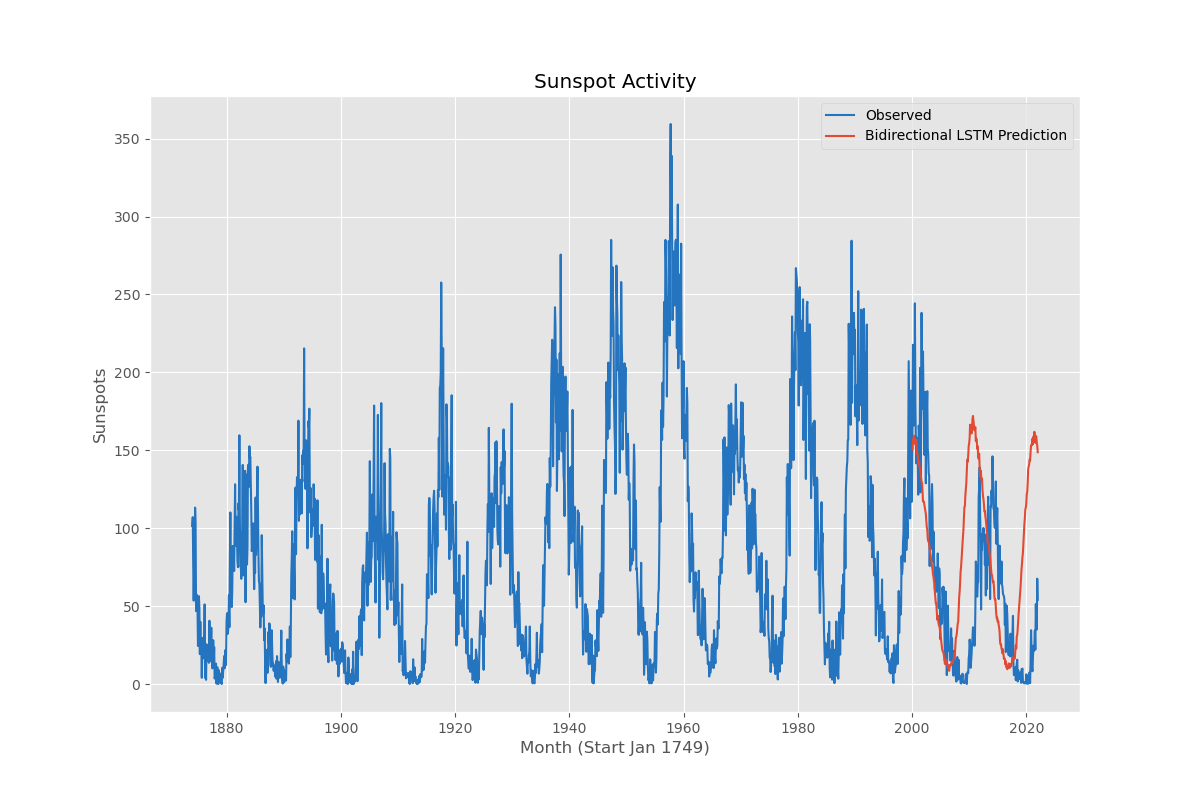 Sunspot Activity
Observed
Bidirectional LSTM Prediction
350
300
250
200
150
100
50
0
Sunspots
1880 1900 1920 1940 1960 1980 2000 2020
Month (Start Jan 1749)